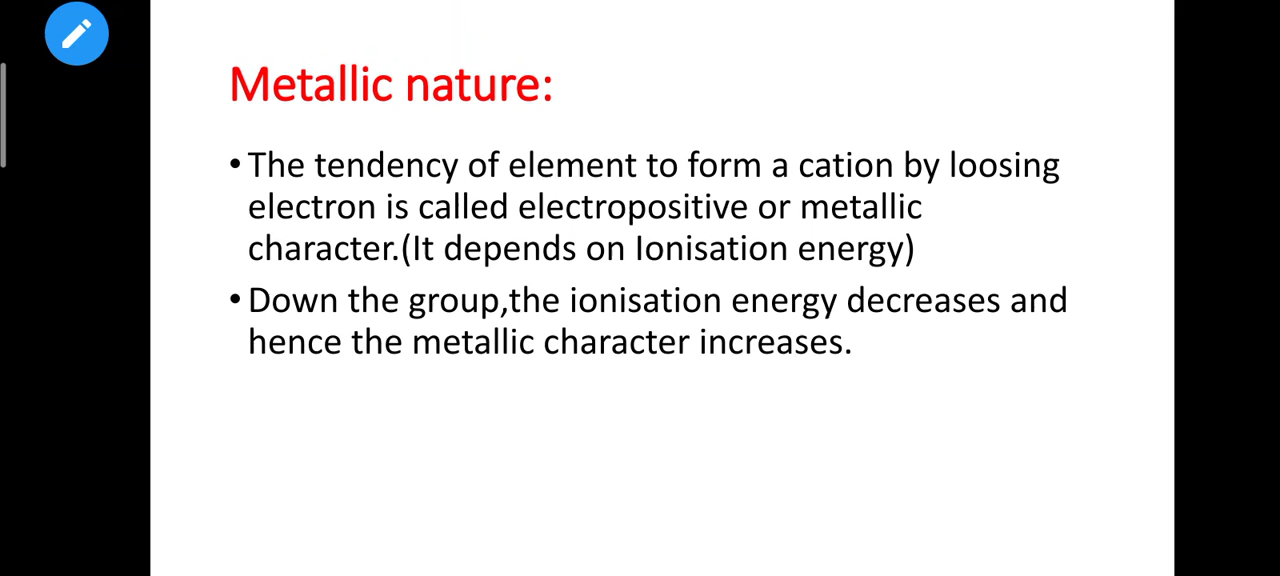 Metallic nature:
• The tendency of element to form a cation by loosing
electron is called electropositive or metallic
character.(It depends on Ionisation energy)
• Down the group,the ionisation energy decreases and
hence the metallic character increases.